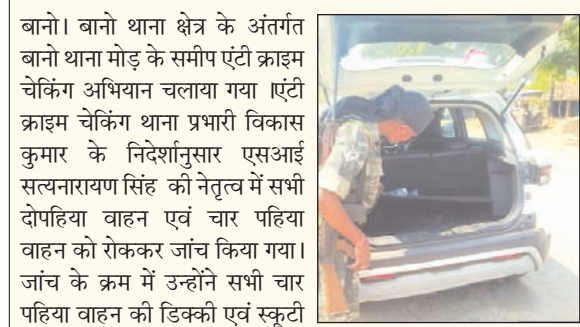 बानो। बानो थाना क्षेत्र के अंतर्गत
बानो थाना मोड़ के समीप एंटी क्राइम
चेकिंग अभियान चलाया गया ।एंटी
क्राइम चेकिंग थाना प्रभारी विकास
कुमार के निदेर्शानुसार एसआई
सत्यनारायण सिंह की नेतृत्व में सभी
दोपहिया वाहन एवं चार पहिया
वाहन को रोककर जांच किया गया।
जांच के क्रम में उन्होंने सभी चार
पहिया वाहन की डिक्की एवं स्कूटी